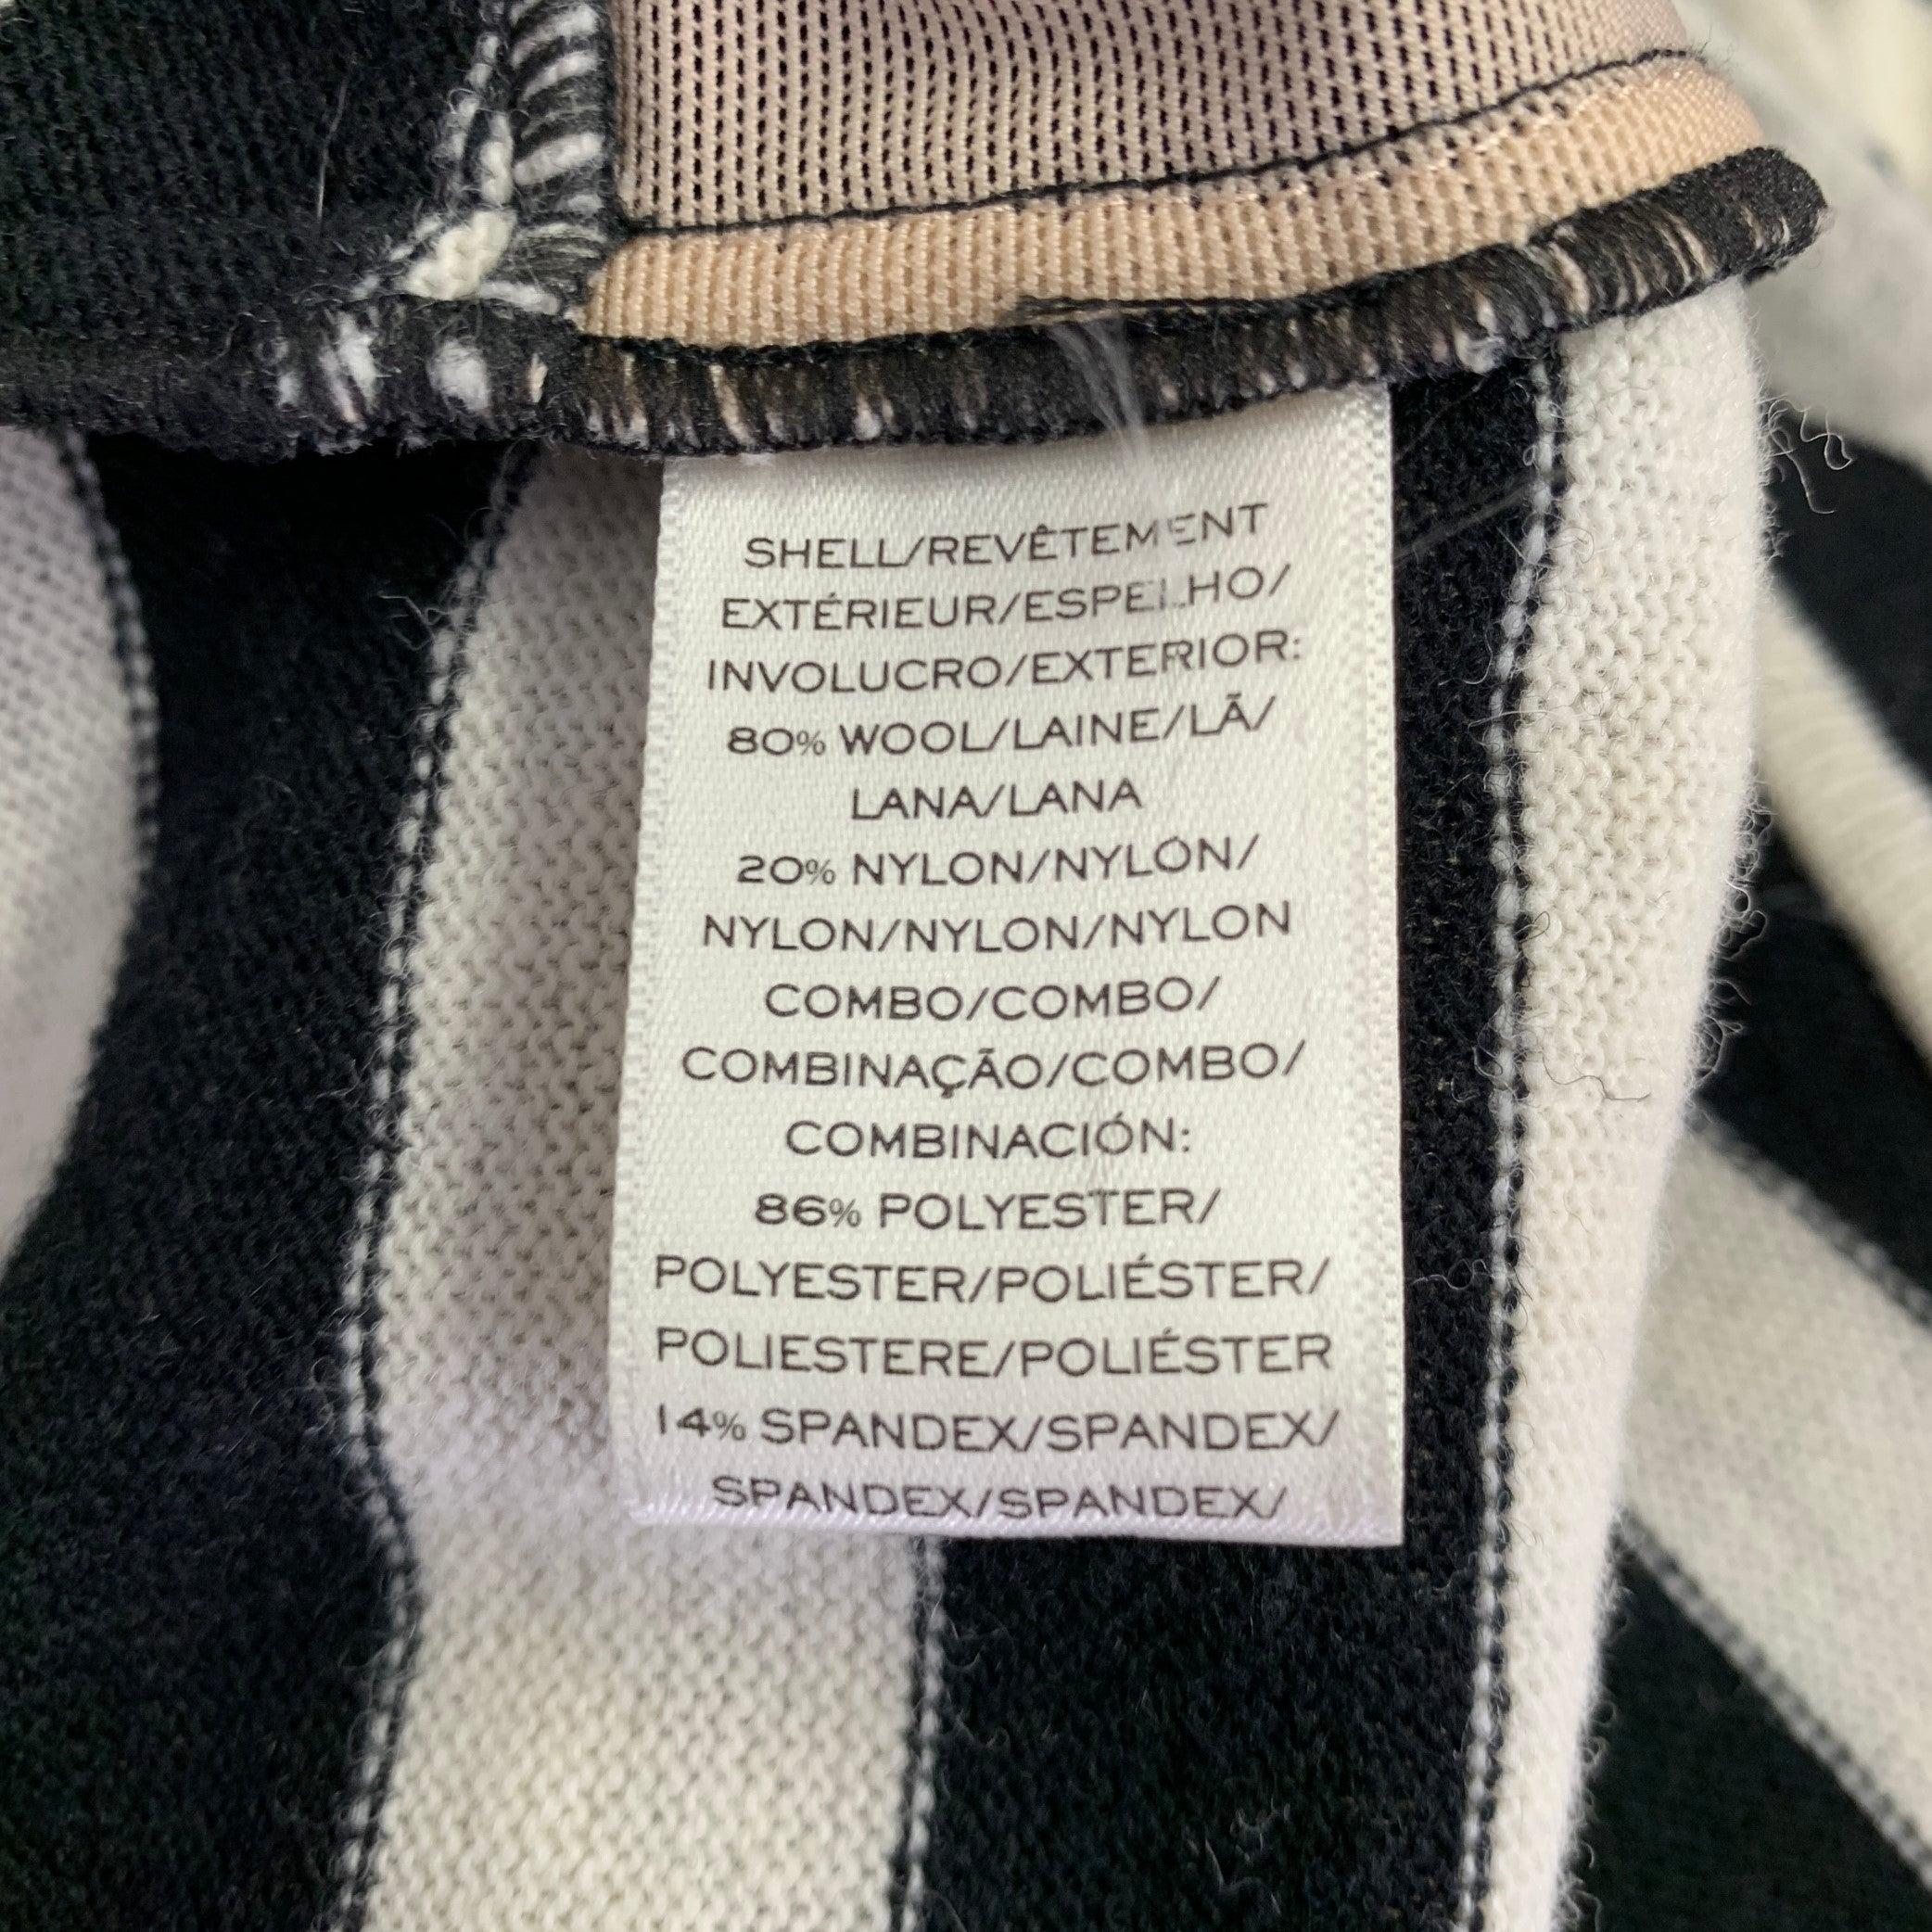 SHELL/REVÊTEMENT
EXTÉRIEUR/ESPELHO/
INVOLUCRO/EXTERIOR:
80% WOOL/LAINE/LÃ/
LANA/LANA
20% NYLON/NYLÓN/
NYLON/NYLON/NYLON
COMBO/COMBO/
COMBINAÇÃO/COMBO/
COMBINACIÓN:
86% POLYESTER/
POLYESTER/POLIÉSTER/
POLIESTERE/POLIÉSTER
14% SPANDEX/SPANDEX/
SPANDEX/SPANDEX/